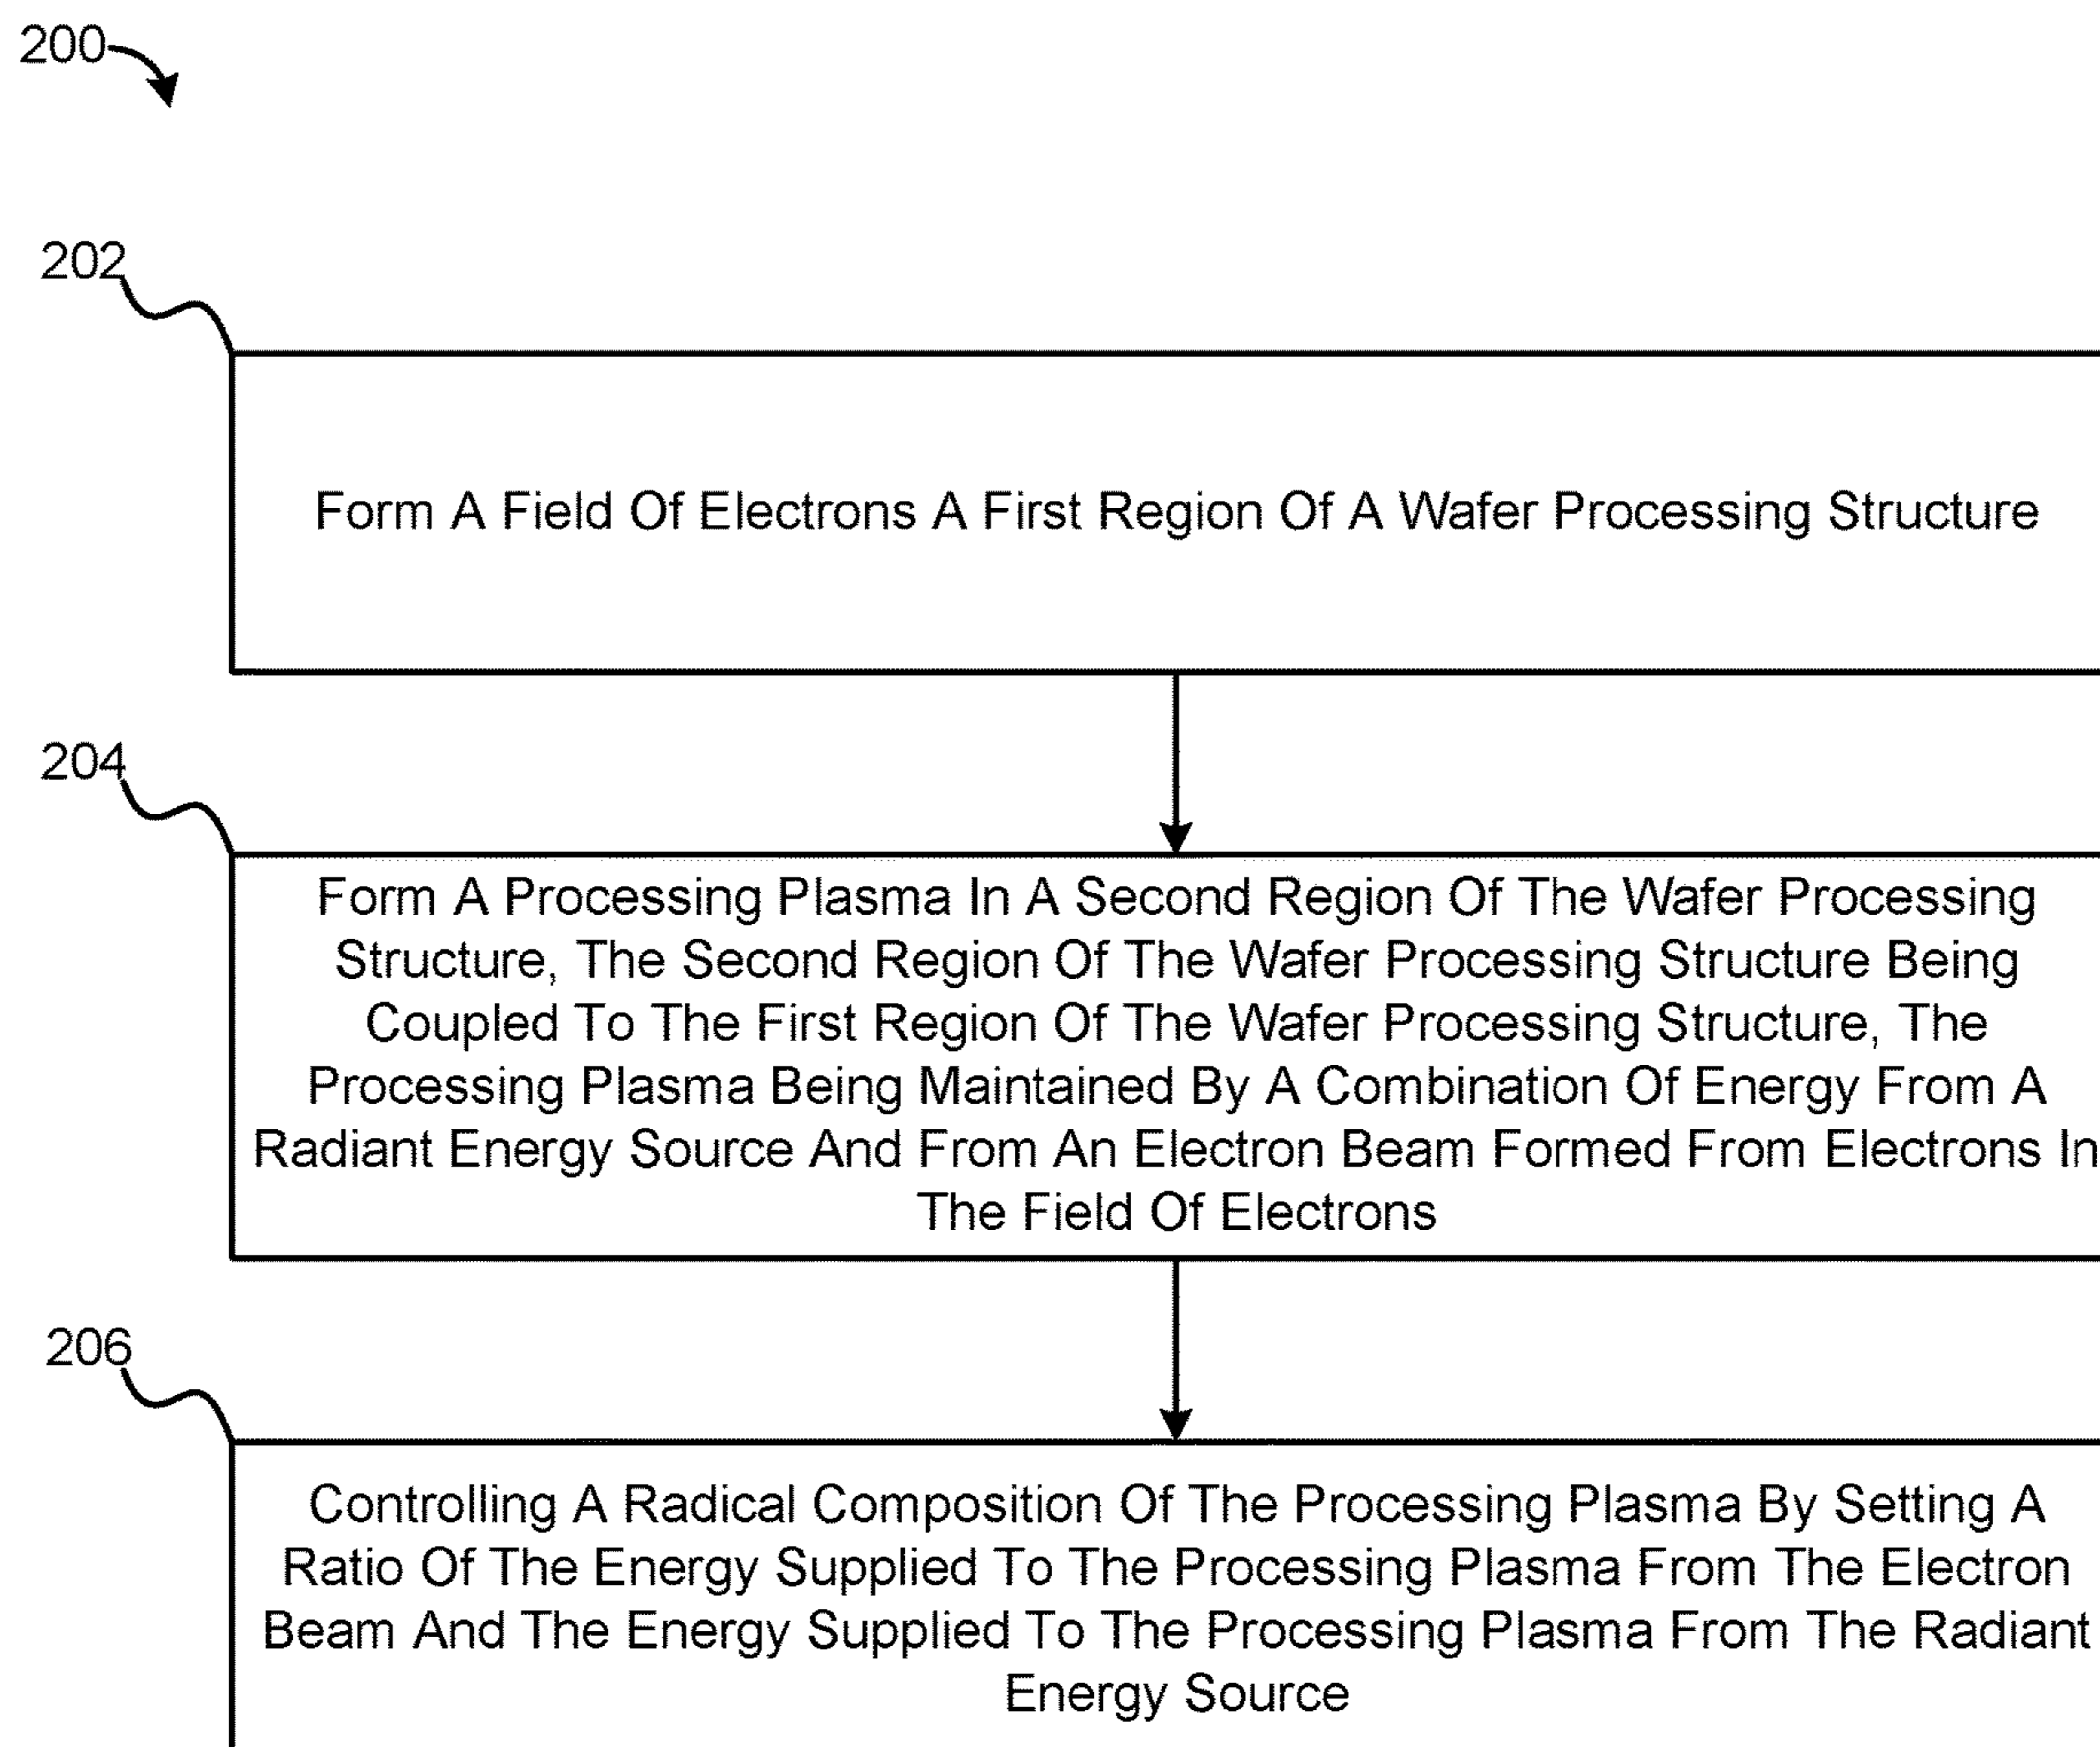 200
202
Form A Field Of Electrons A First Region Of A Wafer Processing Structure
204
Form A Processing Plasma In A Second Region Of The Wafer Processing
Structure, The Second Region Of The Wafer Processing Structure Being
Coupled To The First Region Of The Wafer Processing Structure, The
Processing Plasma Being Maintained By A Combination Of Energy From A
Radiant Energy Source And From An Electron Beam Formed From Electrons In
The Field Of Electrons
206
Controlling A Radical Composition Of The Processing Plasma By Setting A
Ratio Of The Energy Supplied To The Processing Plasma From The Electron
Beam And The Energy Supplied To The Processing Plasma From The Radiant
Energy Source